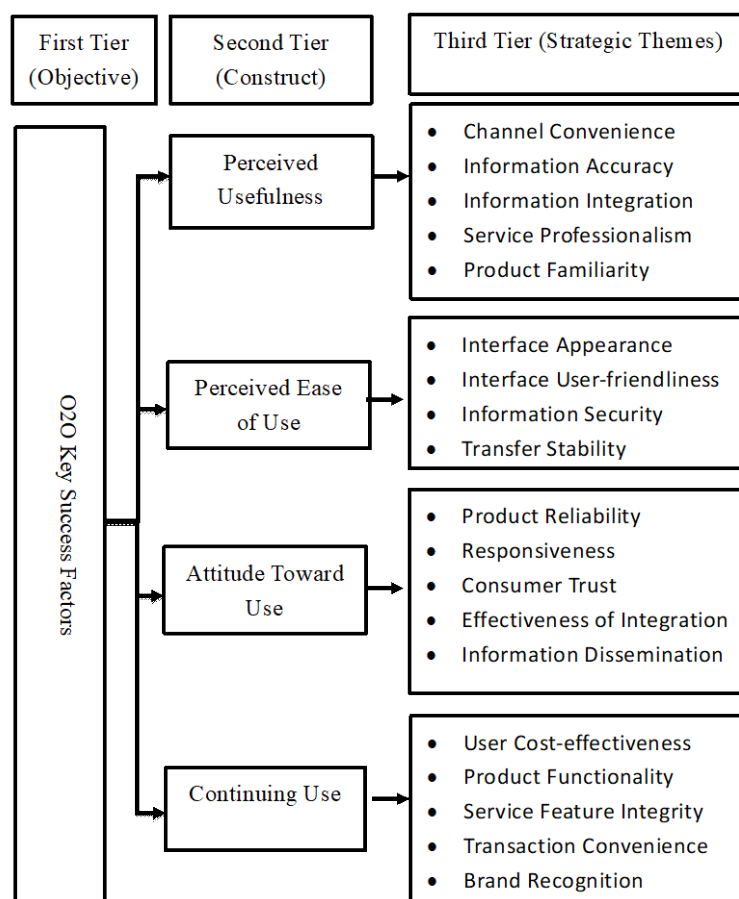 First Tier
(Objective)
Second Tier
(Construct)
Third Tier (Strategic Themes)
O2O Key Success Factors
Perceived
Usefulness
• Channel Convenience
• Information Accuracy
• Information Integration
• Service Professionalism
• Product Familiarity
Perceived Ease
of Use
• Interface Appearance
• Interface User-friendliness
• Information Security
• Transfer Stability
Attitude Toward
Use
• Product Reliability
• Responsiveness
• Consumer Trust
• Effectiveness of Integration
• Information Dissemination
Continuing Use
• User Cost-effectiveness
• Product Functionality
• Service Feature Integrity
• Transaction Convenience
• Brand Recognition